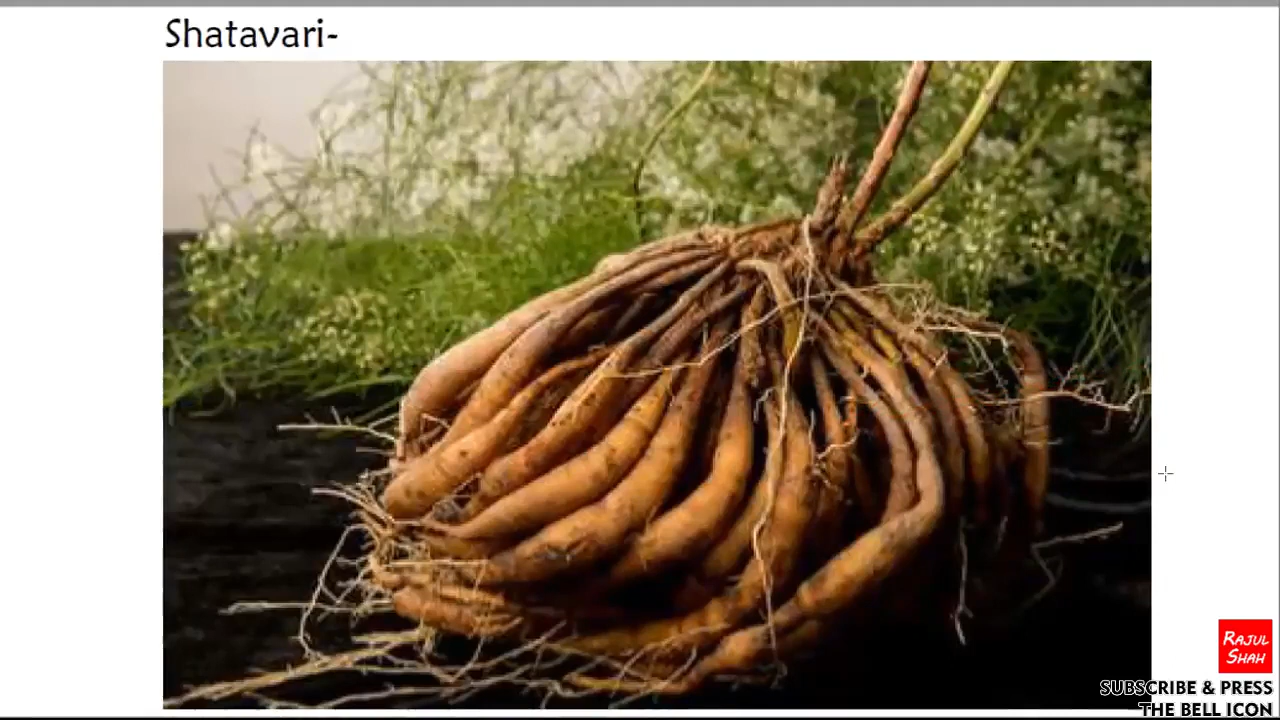 Shatavari-
RAJUL
SHAH
SUBSCRIBE & PRESS
THE BELL ICON